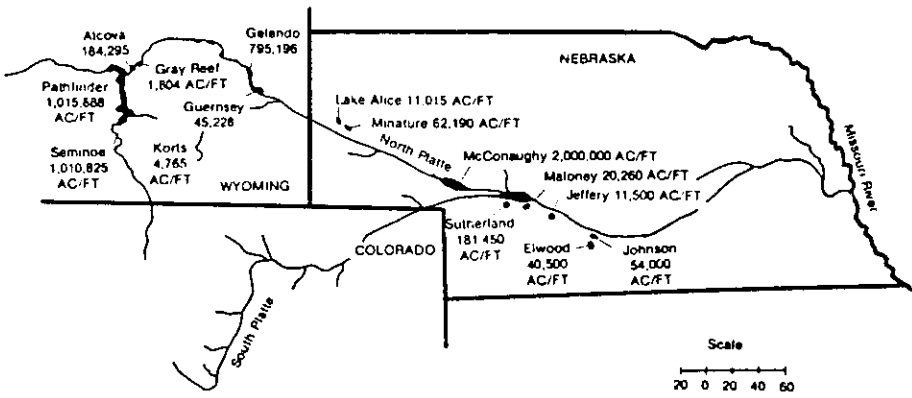 Alcova
184,295
Gelendo
795,196
NEBRASKA
Gray Reef
1,804 AC/FT
Pathfinder
1,015,888
AC/FT
Guernsey
45,228
Lake Alice 11,015 AC/FT
Minature 62,190 AC/FT
Seminoe
1,010,825
AC/FT
Korts
4,765
AC/FT
WYOMING
North Platte
McConaughy 2,000,000 AC/FT
Maloney 20,260 AC/FT
Jeffery 11,500 AC/FT
Missouri River
Sutherland
181 450
AC/FT
COLORADO
Elwood
40,500
AC/FT
Johnson
54,000
AC/FT
South Platte
Scale
20 0 20 40 60